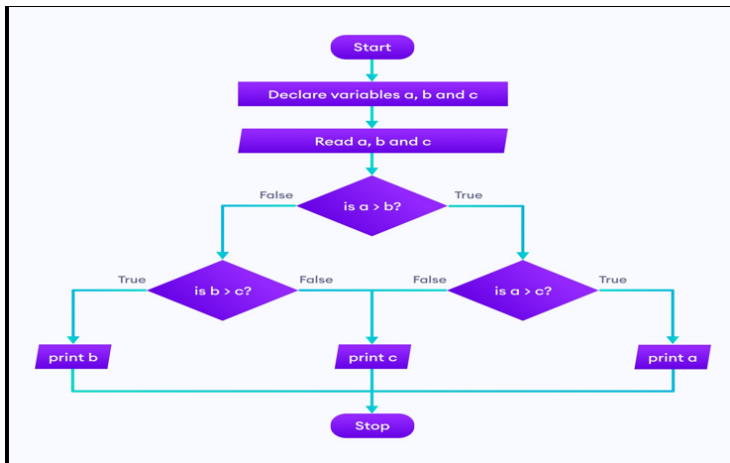 Start
Declare variables a, b and c
Read a, b and c
False
True
is a > b?
True
False
False
True
is b > c?
is a > c?
print b
print c
print a
Stop